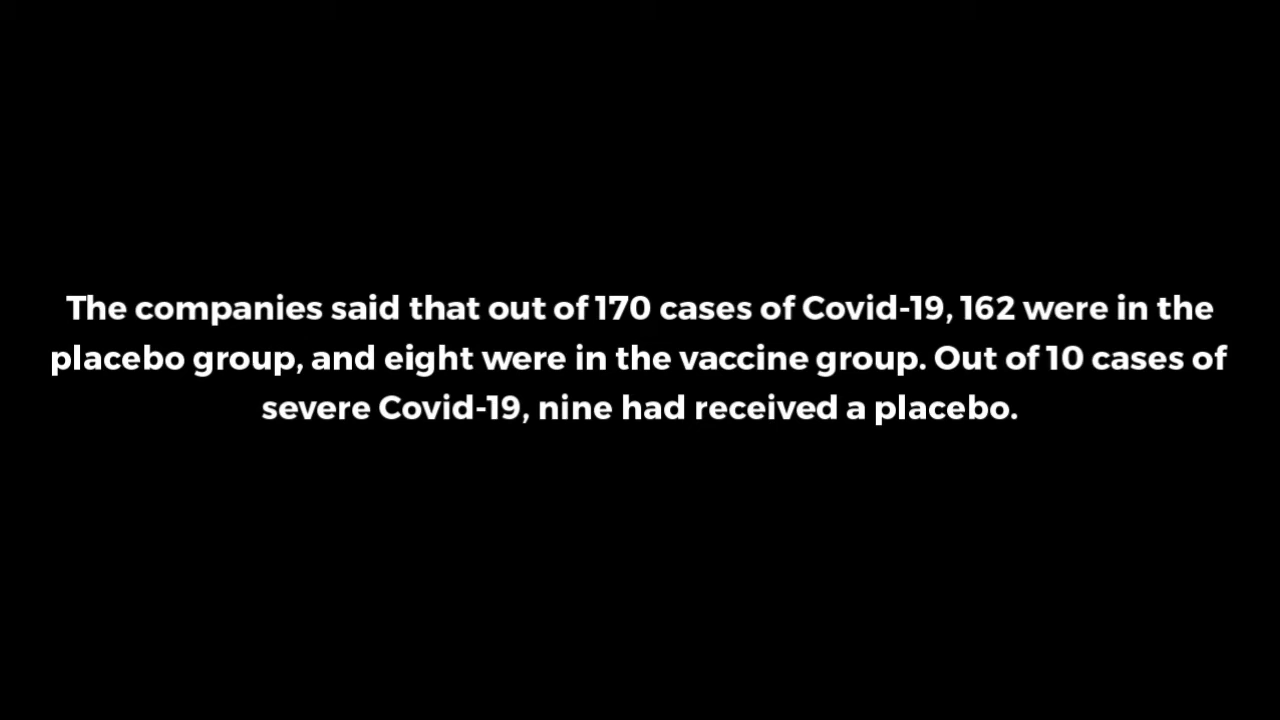 The companies said that out of 170 cases of Covid-19, 162 were in the
placebo group, and eight were in the vaccine group. Out of 10 cases of
severe Covid-19, nine had received a placebo.